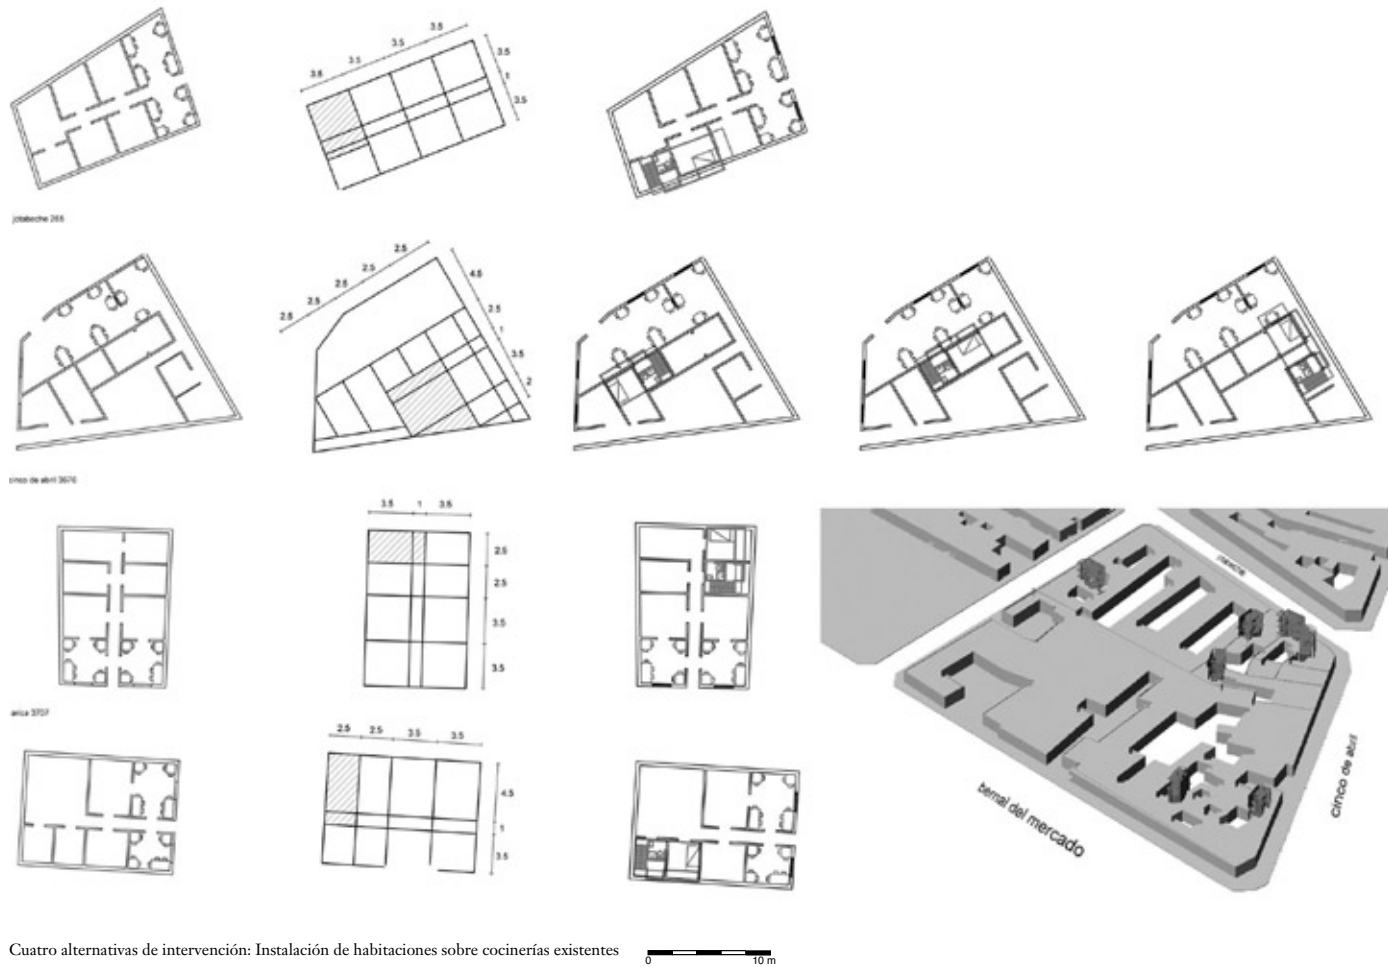 3.5
3.5
3.5
3.5
3.5
1
3.5
jotabeche 265
2.5
2.5
2.5
2.5
2.5
4.5
2.5
1
3.5
2
cinco de abril 3676
3.5 1 3.5
2.5
2.5
3.5
3.5
arica 3707
2.5 2.5 3.5 3.5
4.5
1
3.5
bernal del mercado
cinco de abril
Cuatro alternativas de intervención: Instalación de habitaciones sobre cocinerías existentes
0 10 m